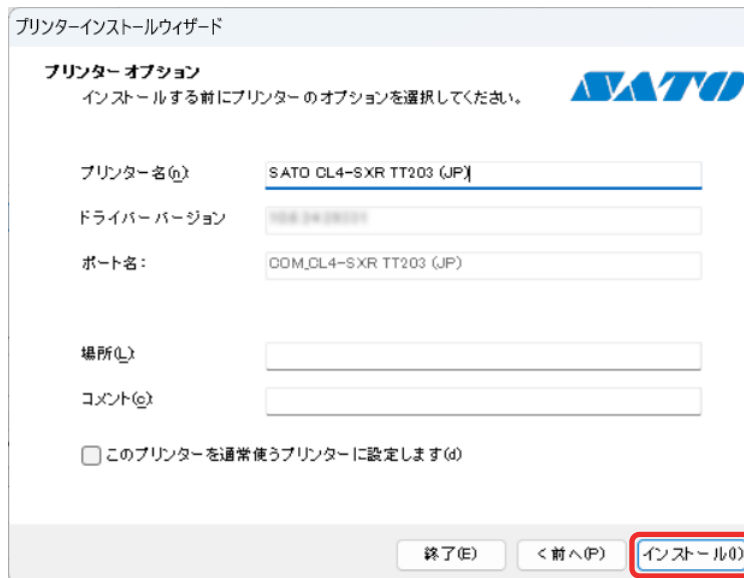 プリンターインストールウィザード
プリンター オプション
インストールする前にプリンターのオプションを選択してください。
SATO
プリンター名(n):
SATO CL4-SXR TT203 (JP)
ドライバー バージョン
ポート名：
COM_CL4-SXR TT203 (JP)
場所(L):
コメント(c):
このプリンターを通常使うプリンターに設定します(d)
終了(E)
<前へ(P)
インストール(I)